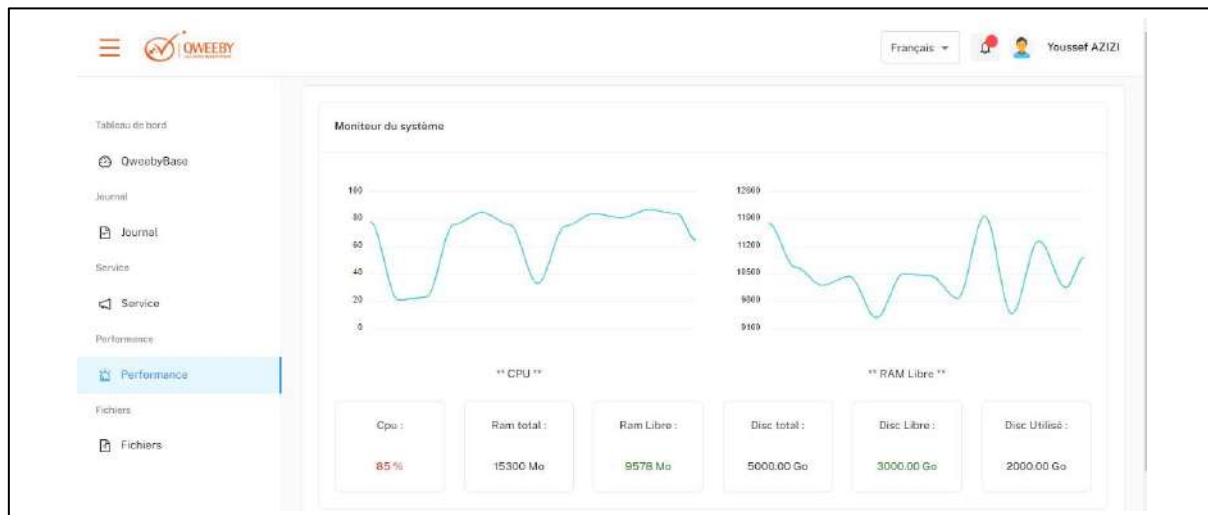 QWEEBY
Français
Youssef AZIZI
Tableau de bord
QweebyBase
Journal
Journal
Service
Service
Performance
Performance
Fichiers
Fichiers
Moniteur du système
100
80
60
40
20
0
** CPU **
12600
11900
11200
10500
9800
9100
** RAM Libre **
Cpu :
85 %
Ram total :
15300 Mo
Ram Libre :
9578 Mo
Disc total :
5000.00 Go
Disc Libre :
3000.00 Go
Disc Utilisé :
2000.00 Go